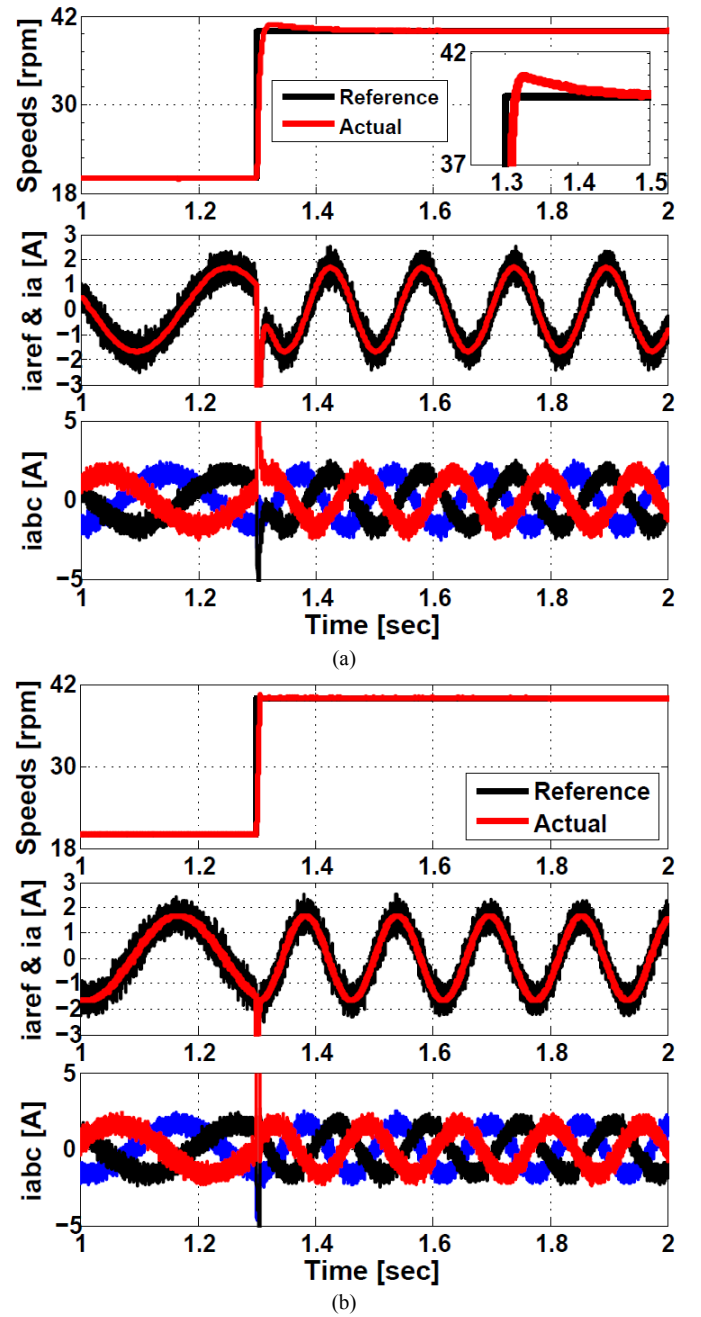 Speeds [rpm]
42
30
18
Reference
Actual
42
37
1.3 1.4 1.5
1 1.2 1.4 1.6 1.8 2
iaref & ia [A]
3
2
1
0
−1
−2
−3
1 1.2 1.4 1.6 1.8 2
iabc [A]
5
0
−5
1 1.2 1.4 1.6 1.8 2
Time [sec]
(a)
Speeds [rpm]
42
30
18
Reference
Actual
1 1.2 1.4 1.6 1.8 2
iaref & ia [A]
3
2
1
0
−1
−2
−3
1 1.2 1.4 1.6 1.8 2
iabc [A]
5
0
−5
1 1.2 1.4 1.6 1.8 2
Time [sec]
(b)